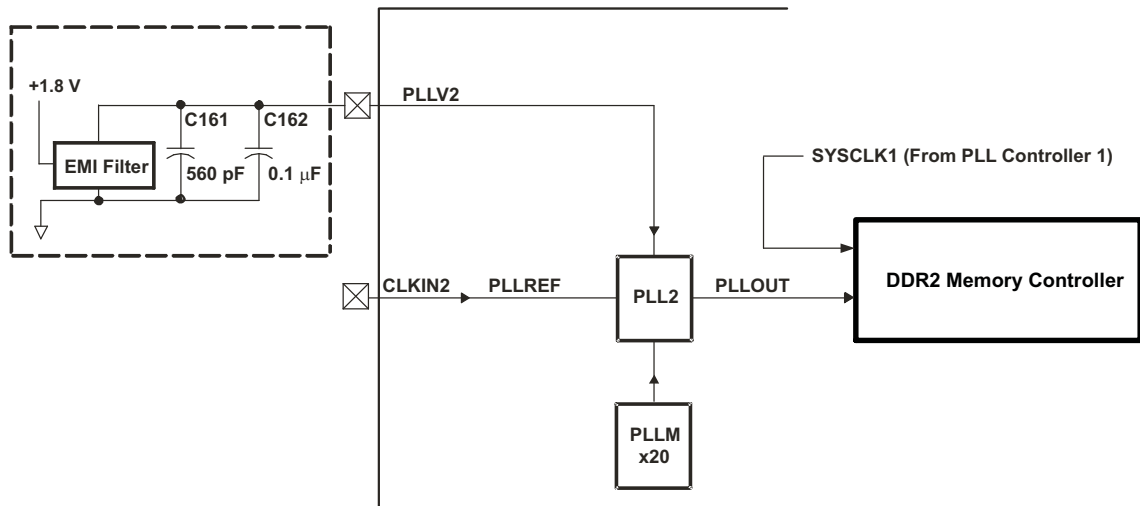 +1.8 V
C161
C162
PLLV2
EMI Filter
560 pF
0.1 μF
SYSCLK1 (From PLL Controller 1)
CLKIN2
PLLREF
PLL2
PLLOUT
DDR2 Memory Controller
PLLM
x20